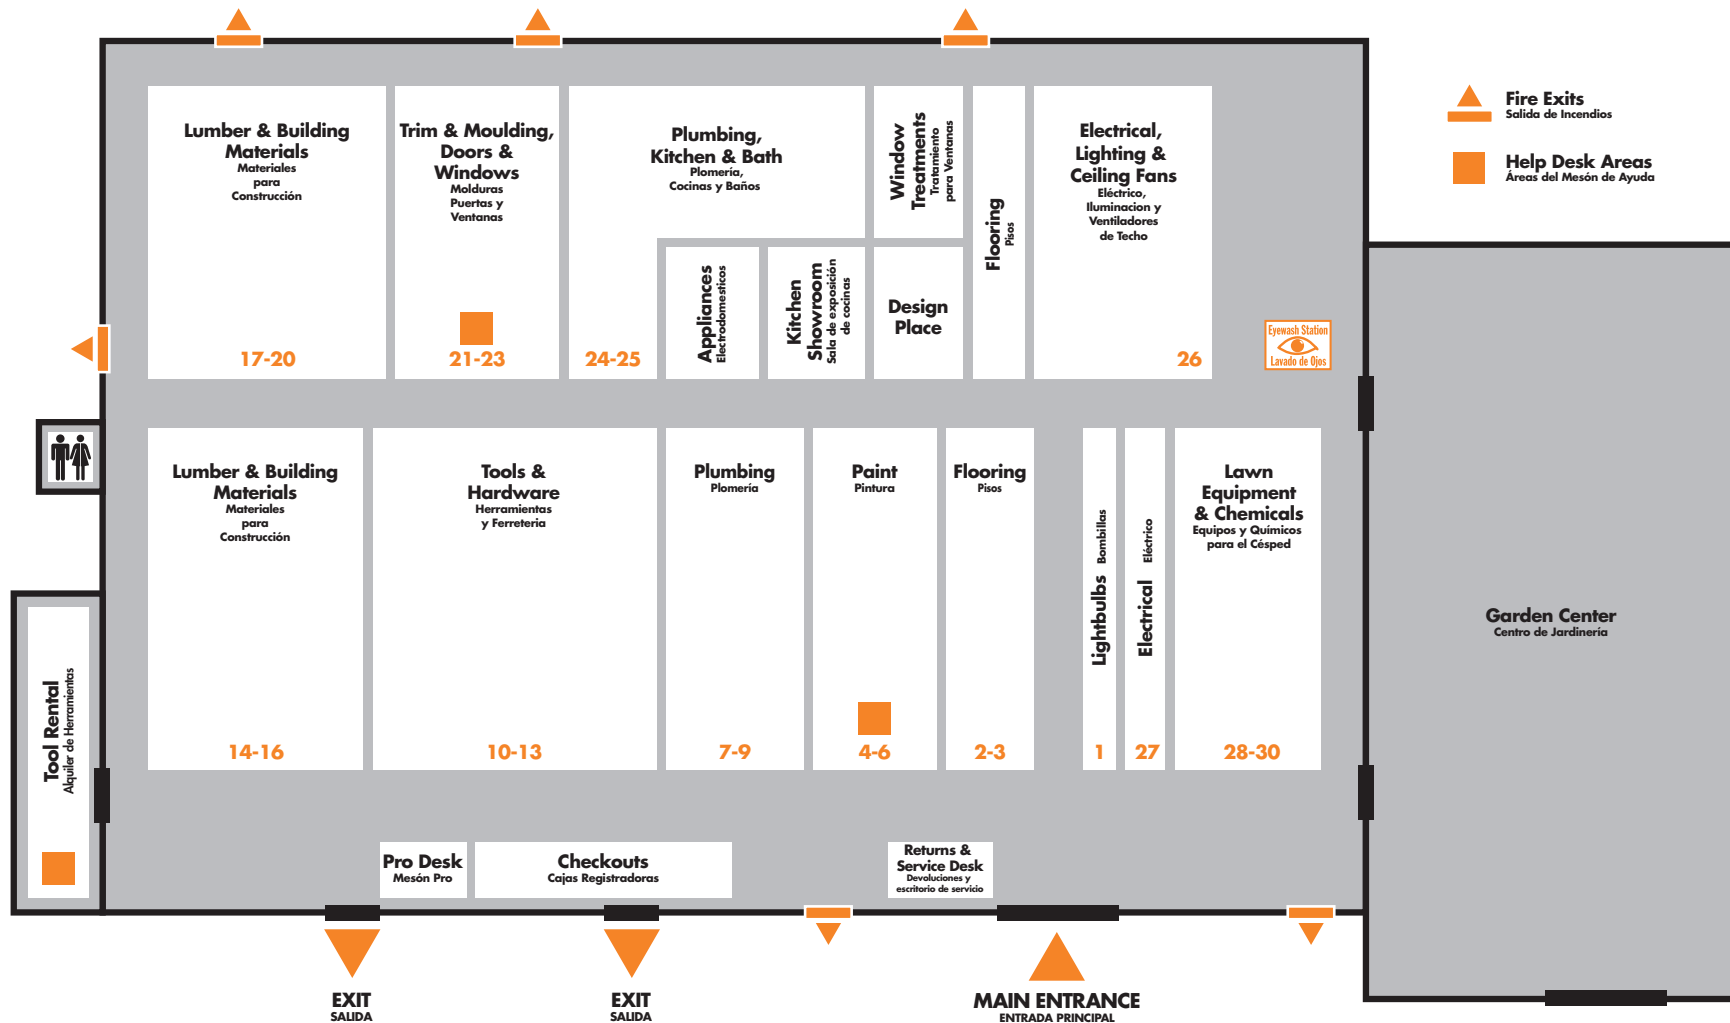 Lumber & Building
Materials
Materiales
para
Construcción
17-20
Trim & Moulding,
Doors &
Windows
Molduras
Puertas y
Ventanas
21-23
Plumbing,
Kitchen & Bath
Plomería,
Cocinas y Baños
24-25
Appliances
Electrodomesticos
Kitchen
Showroom
Sala de exposición
de cocinas
Window
Treatments
Tratamiento
para Ventanas
Design
Place
Flooring
Pisos
Electrical,
Lighting &
Ceiling Fans
Eléctrico,
Iluminacion y
Ventiladores
de Techo
26
Eyewash Station
Lavado de Ojos
Fire Exits
Salida de Incendios
Help Desk Areas
Áreas del Mesón de Ayuda
Lumber & Building
Materials
Materiales
para
Construcción
14-16
Tools &
Hardware
Herramientas
y Ferreteria
10-13
Plumbing
Plomería
7-9
Paint
Pintura
4-6
Flooring
Pisos
2-3
Lightbulbs Bombillas
1
Electrical Eléctrico
27
Lawn
Equipment
& Chemicals
Equipos y Químicos
para el Césped
28-30
Garden Center
Centro de Jardinería
Tool Rental
Alquiler de Herramientas
Pro Desk
Mesón Pro
Checkouts
Cajas Registradoras
Returns &
Service Desk
Devoluciones y
escritorio de servicio
EXIT
SALIDA
EXIT
SALIDA
MAIN ENTRANCE
ENTRADA PRINCIPAL